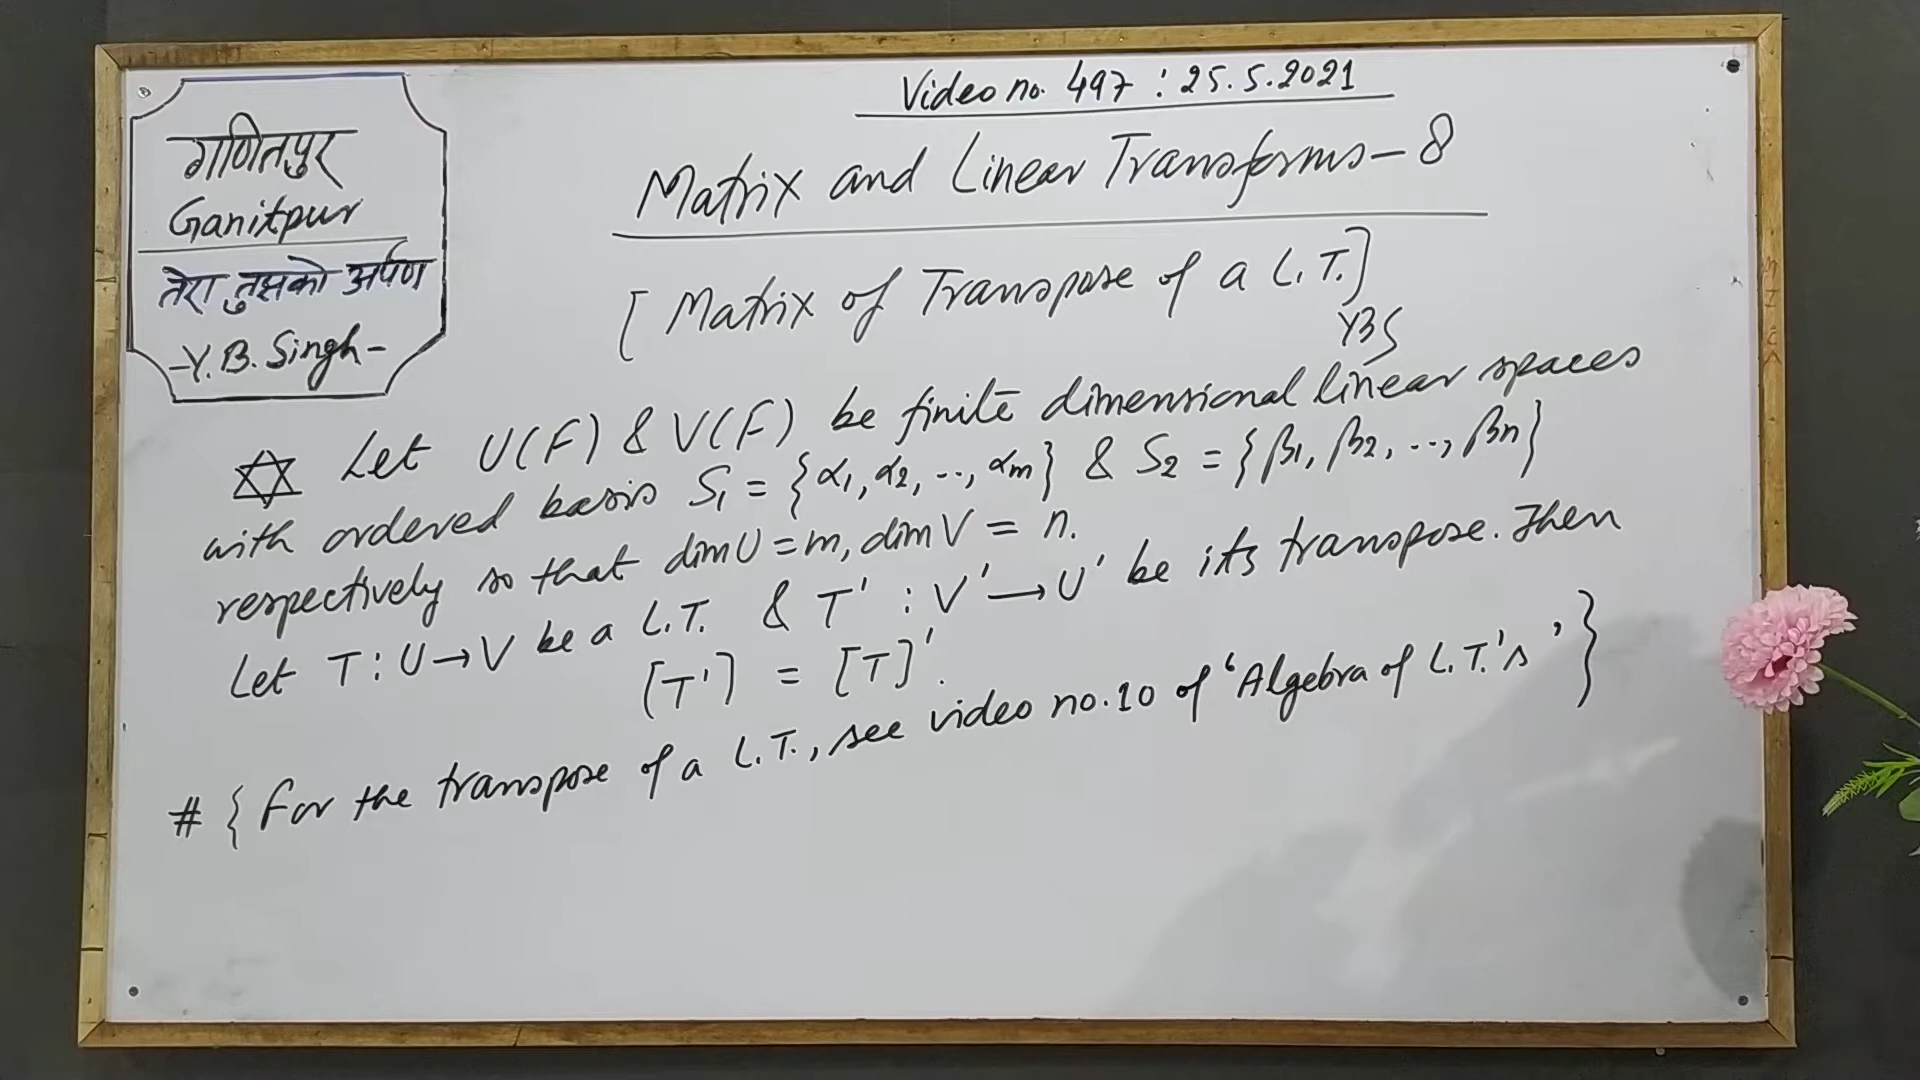 गणितपुर
Ganitpur
तेरा तुझको अर्पण
-Y.B. Singh-
Video no. 497 : 25.5.2021
Matrix and Linear Transforms-8
[Matrix of Transpose of a L.T.]
YBS
Let U(F) & V(F) be finite dimensional linear spaces
with ordered basis S₁ = {α₁, α₂, .., αm} & S₂ = {β₁, β₂, .., βn}
respectively so that dim U = m, dim V = n.
Let T : U → V be a L.T. & T' : V' → U' be its transpose. Then
[T'] = [T]'.
# {For the transpose of a L.T., see video no. 10 of 'Algebra of L.T.'s'}